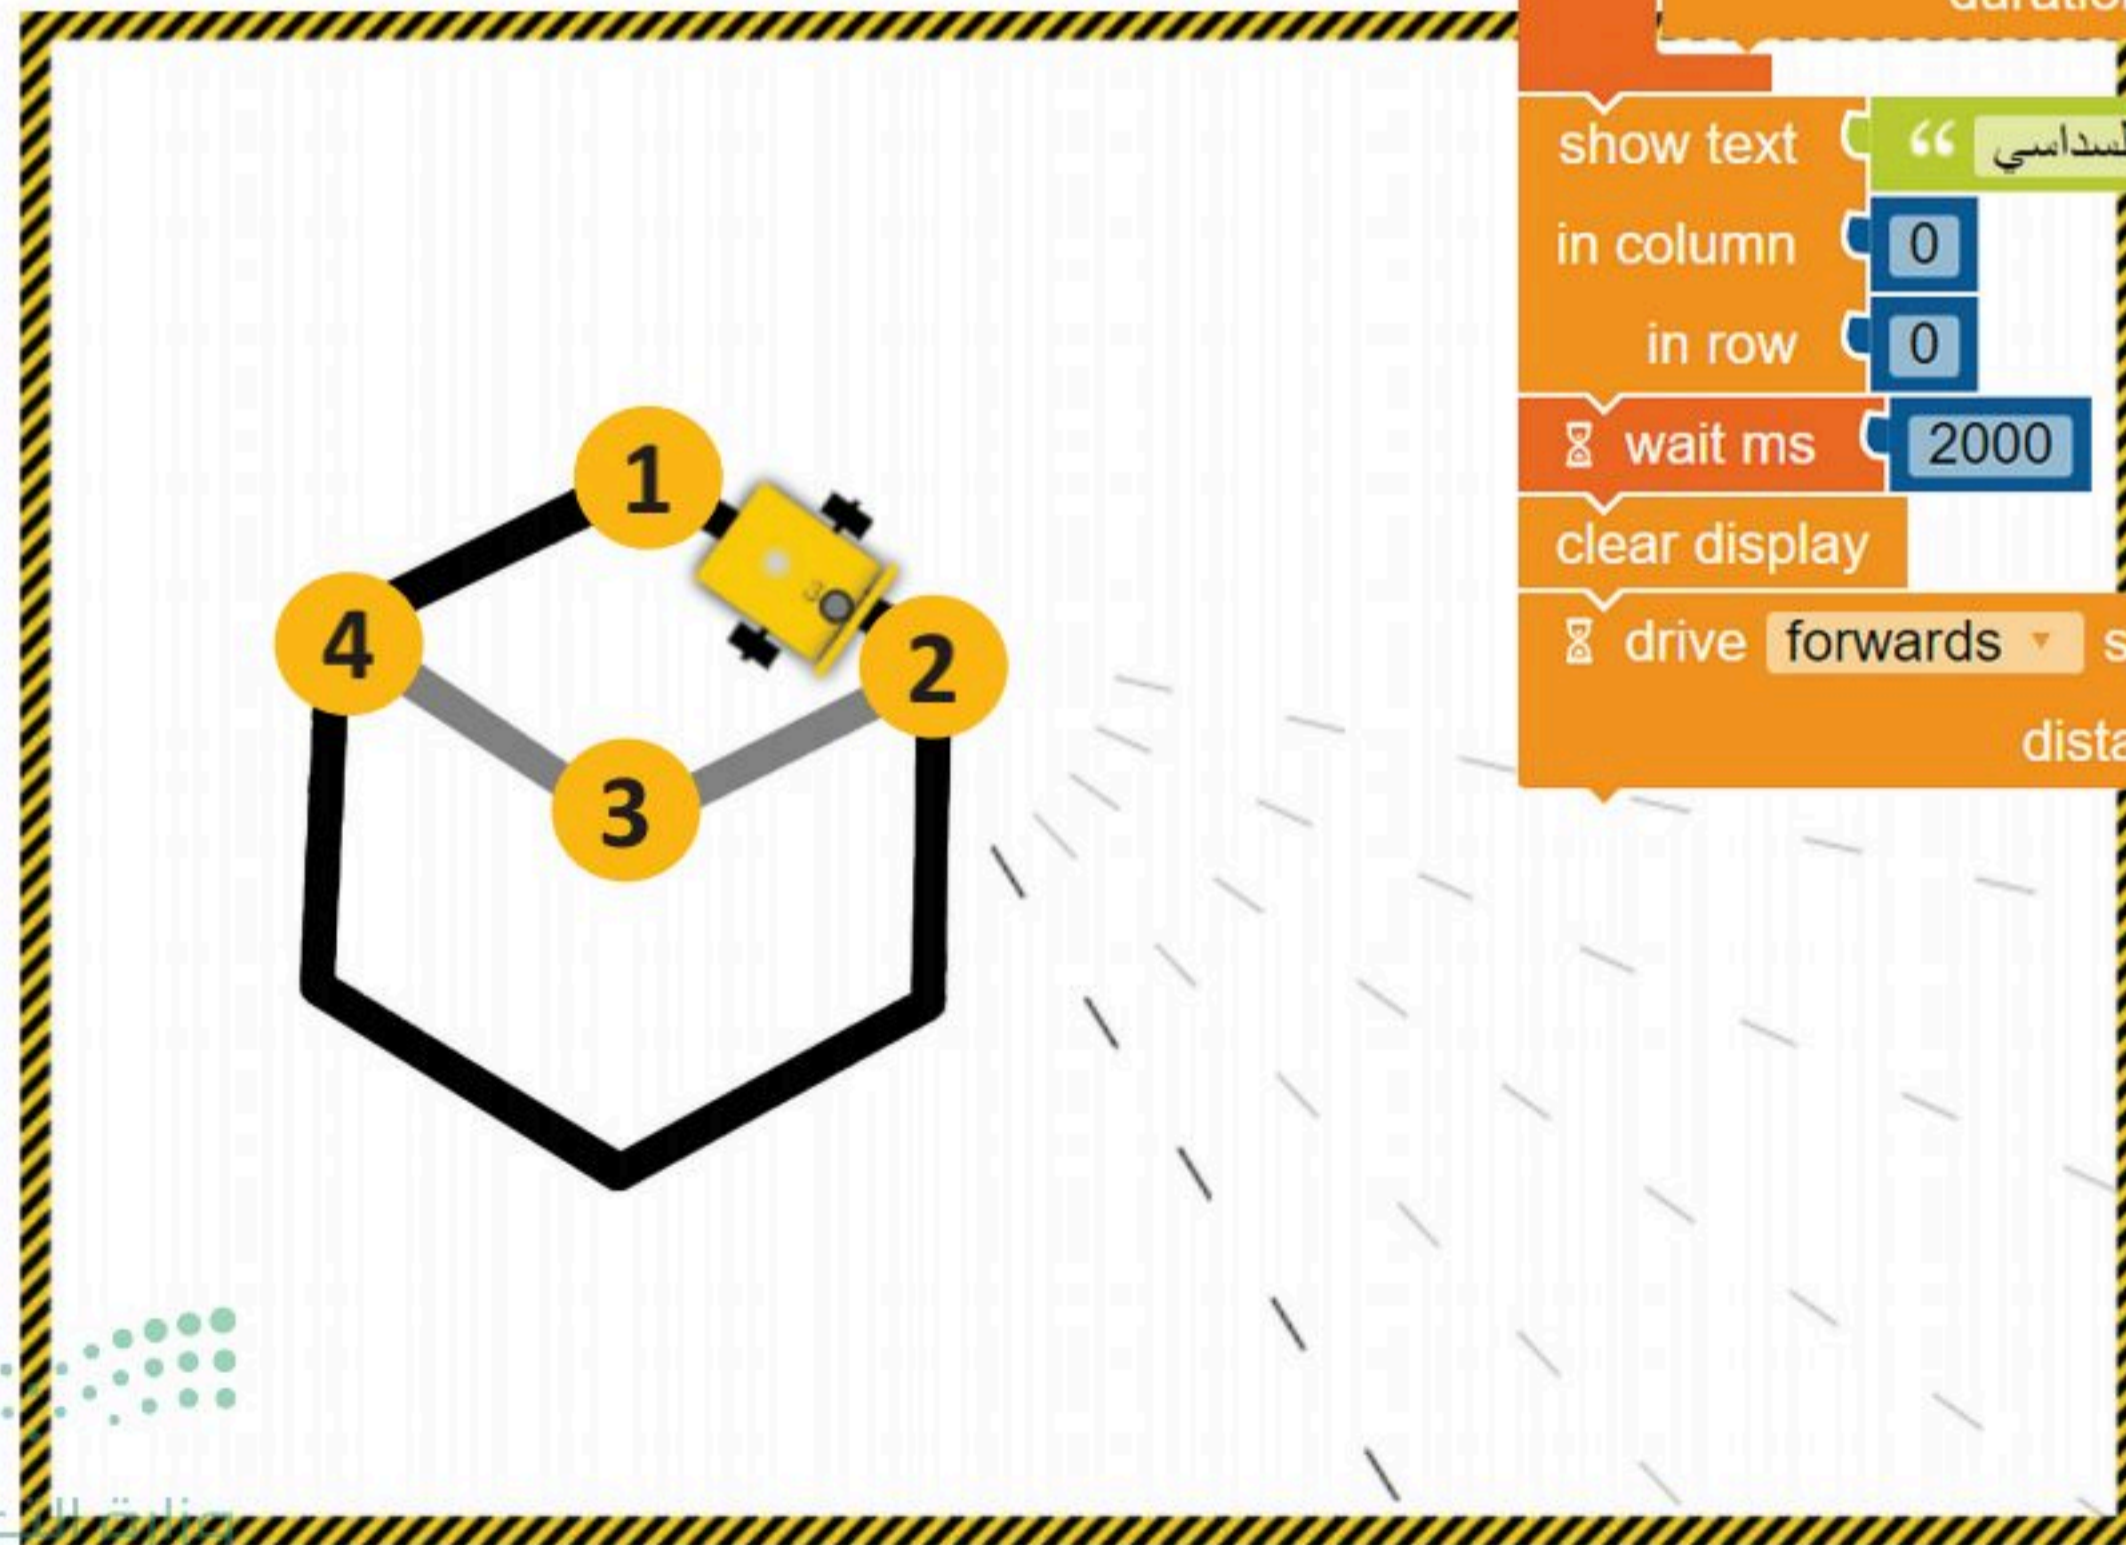 show text “ لسداسي
in column 0
in row 0
wait ms 2000
clear display
drive forwards
1
2
3
4